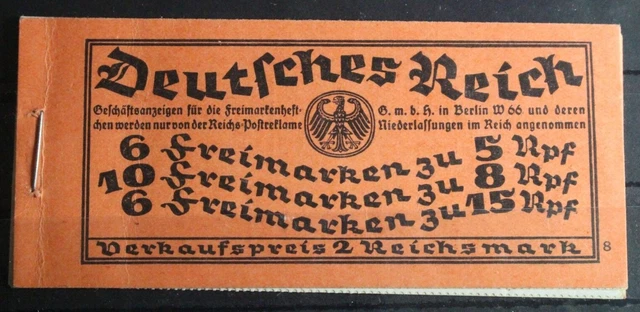 Deutsches Reich
Geschäftsanzeigen für die Freimarkenheft- G. m. b. H. in Berlin W 66 und deren
chen werden nur von der Reichs-Postreklame Niederlassungen im Reich angenommen
6 Freimarken zu 5 Rpf
10 Freimarken zu 8 Rpf
6 Freimarken zu 15 Rpf
Verkaufspreis 2 Reichsmark
8